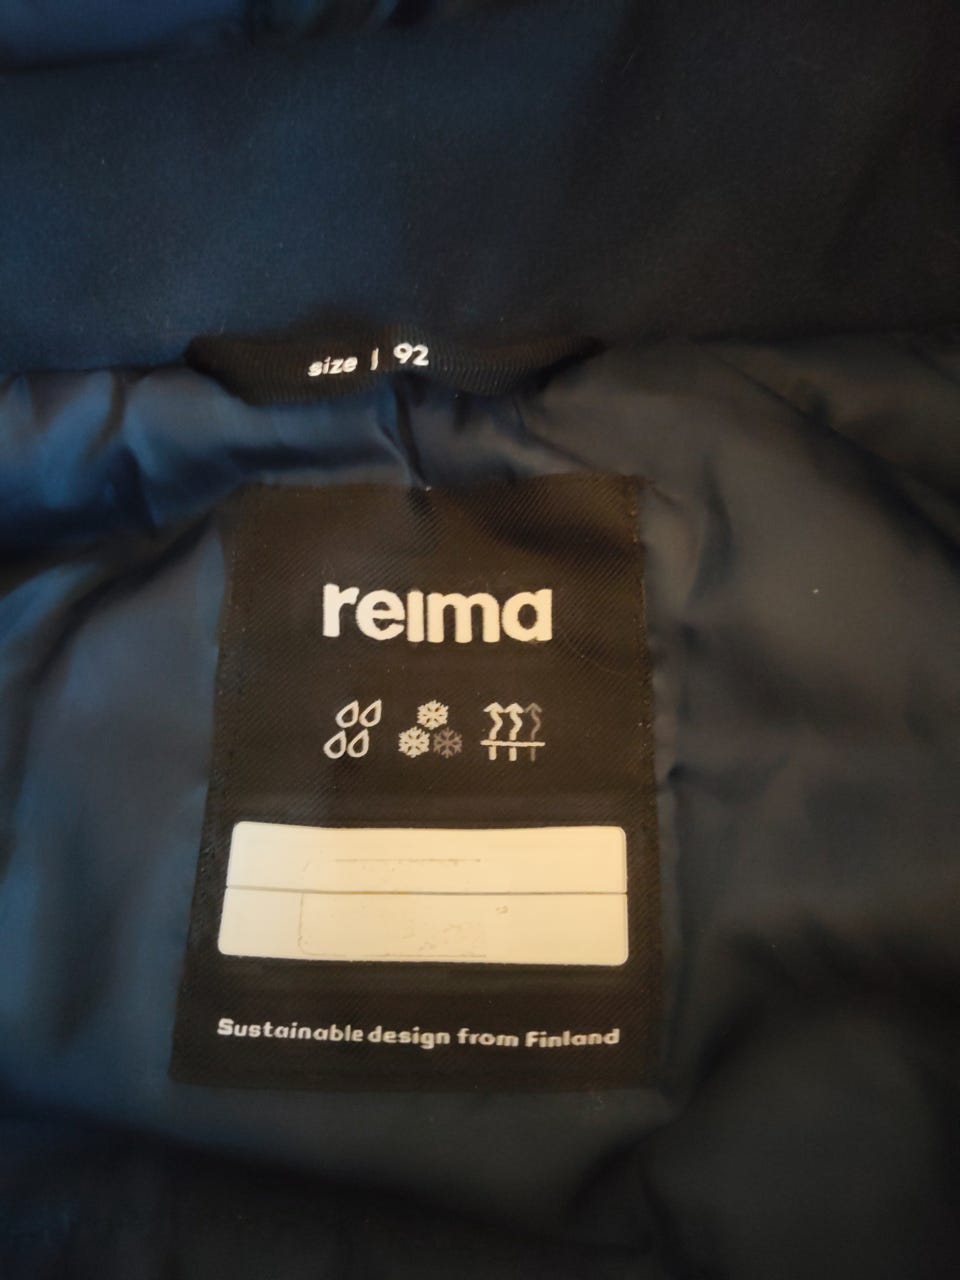 size | 92
reima
Sustainable design from Finland